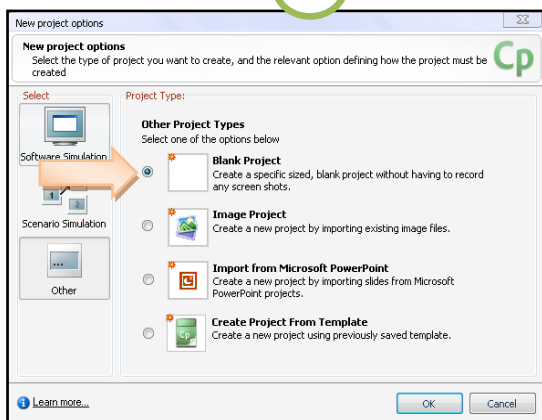 New project options
New project options
Select the type of project you want to create, and the relevant option defining how the project must be
created
Cp
Select
Project Type:
Software Simulation
1
2
Scenario Simulation
...
Other
Other Project Types
Select one of the options below
Blank Project
Create a specific sized, blank project without having to record
any screen shots.
Image Project
Create a new project by importing existing image files.
Import from Microsoft PowerPoint
Create a new project by importing slides from Microsoft
PowerPoint projects.
Create Project From Template
Cp
Create a new project using previously saved template.
Learn more...
OK
Cancel